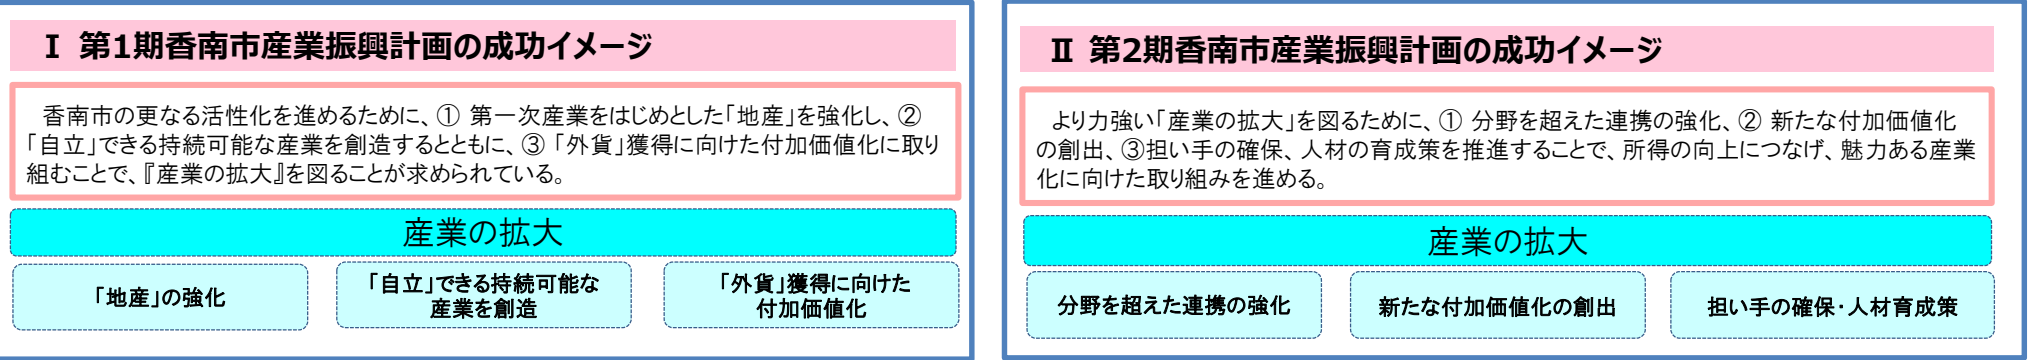 Ⅰ 第1期香南市産業振興計画の成功イメージ
香南市の更なる活性化を進めるために、① 第一次産業をはじめとした「地産」を強化し、②
「自立」できる持続可能な産業を創造するとともに、③ 「外貨」獲得に向けた付加価値化に取り
組むことで、『産業の拡大』を図ることが求められている。
産業の拡大
「地産」の強化
「自立」できる持続可能な
産業を創造
「外貨」獲得に向けた
付加価値化
Ⅱ 第2期香南市産業振興計画の成功イメージ
より力強い「産業の拡大」を図るために、① 分野を超えた連携の強化、② 新たな付加価値化
の創出、③担い手の確保、人材の育成策を推進することで、所得の向上につなげ、魅力ある産業
化に向けた取り組みを進める。
産業の拡大
分野を超えた連携の強化
新たな付加価値化の創出
担い手の確保・人材育成策